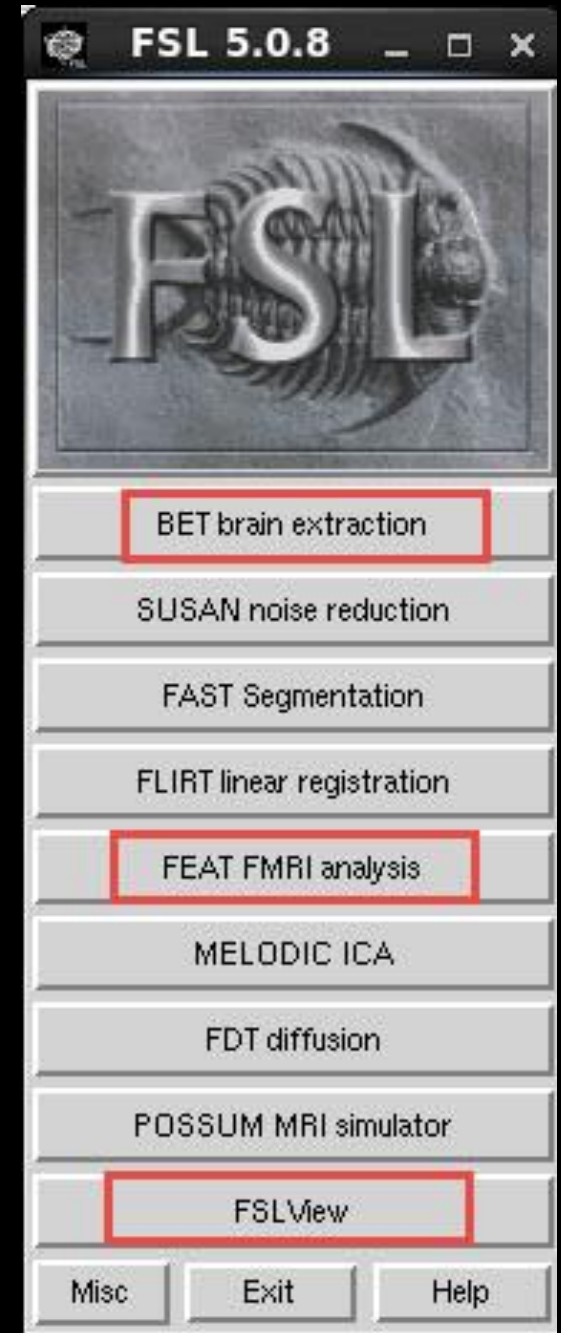 FSL 5.0.8
FSL
BET brain extraction
SUSAN noise reduction
FAST Segmentation
FLIRT linear registration
FEAT FMRI analysis
MELODIC ICA
FDT diffusion
POSSUM MRI simulator
FSLView
Misc Exit Help